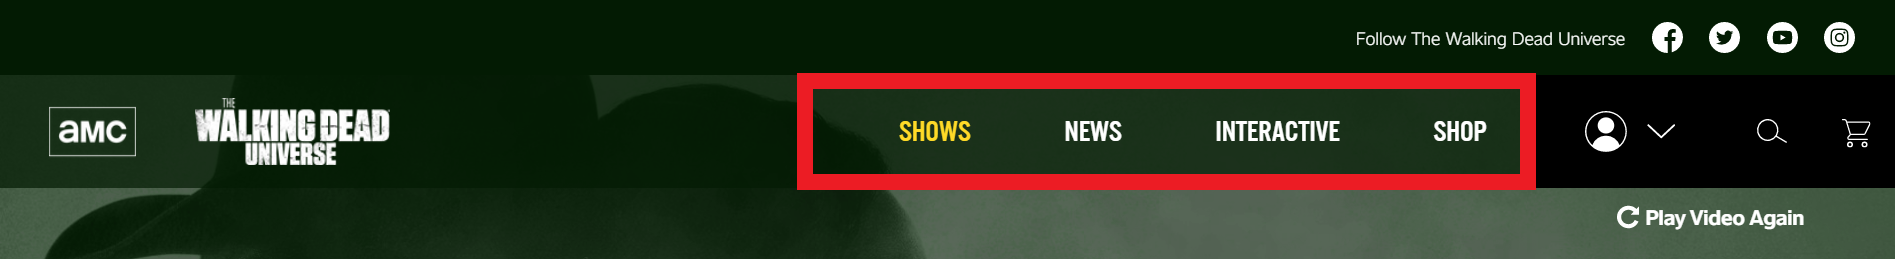 Follow The Walking Dead Universe
aMC
THE
WALKING DEAD
UNIVERSE
SHOWS NEWS INTERACTIVE SHOP
Play Video Again